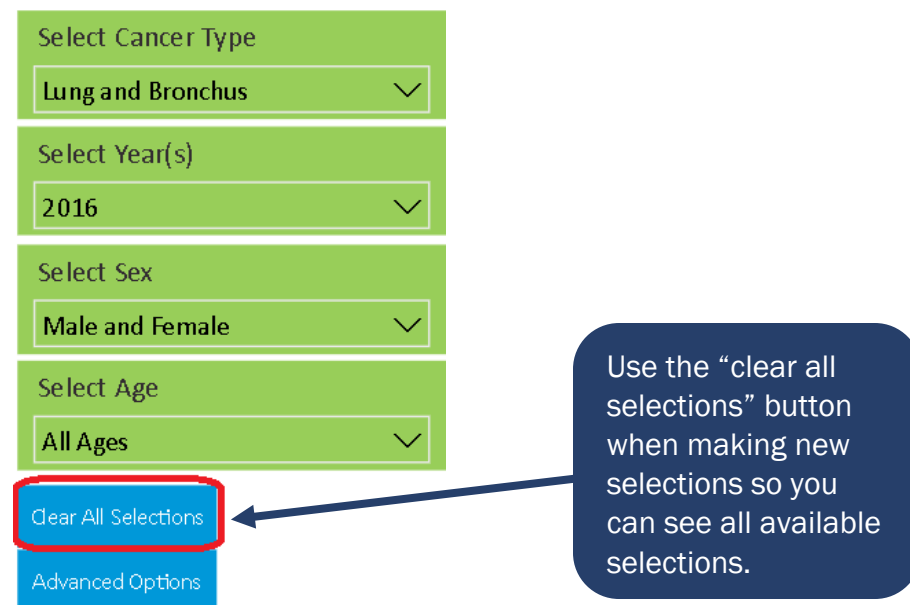 Select Cancer Type
Lung and Bronchus
Select Year(s)
2016
Select Sex
Male and Female
Select Age
All Ages
Clear All Selections
Advanced Options
Use the “clear all
selections” button
when making new
selections so you
can see all available
selections.